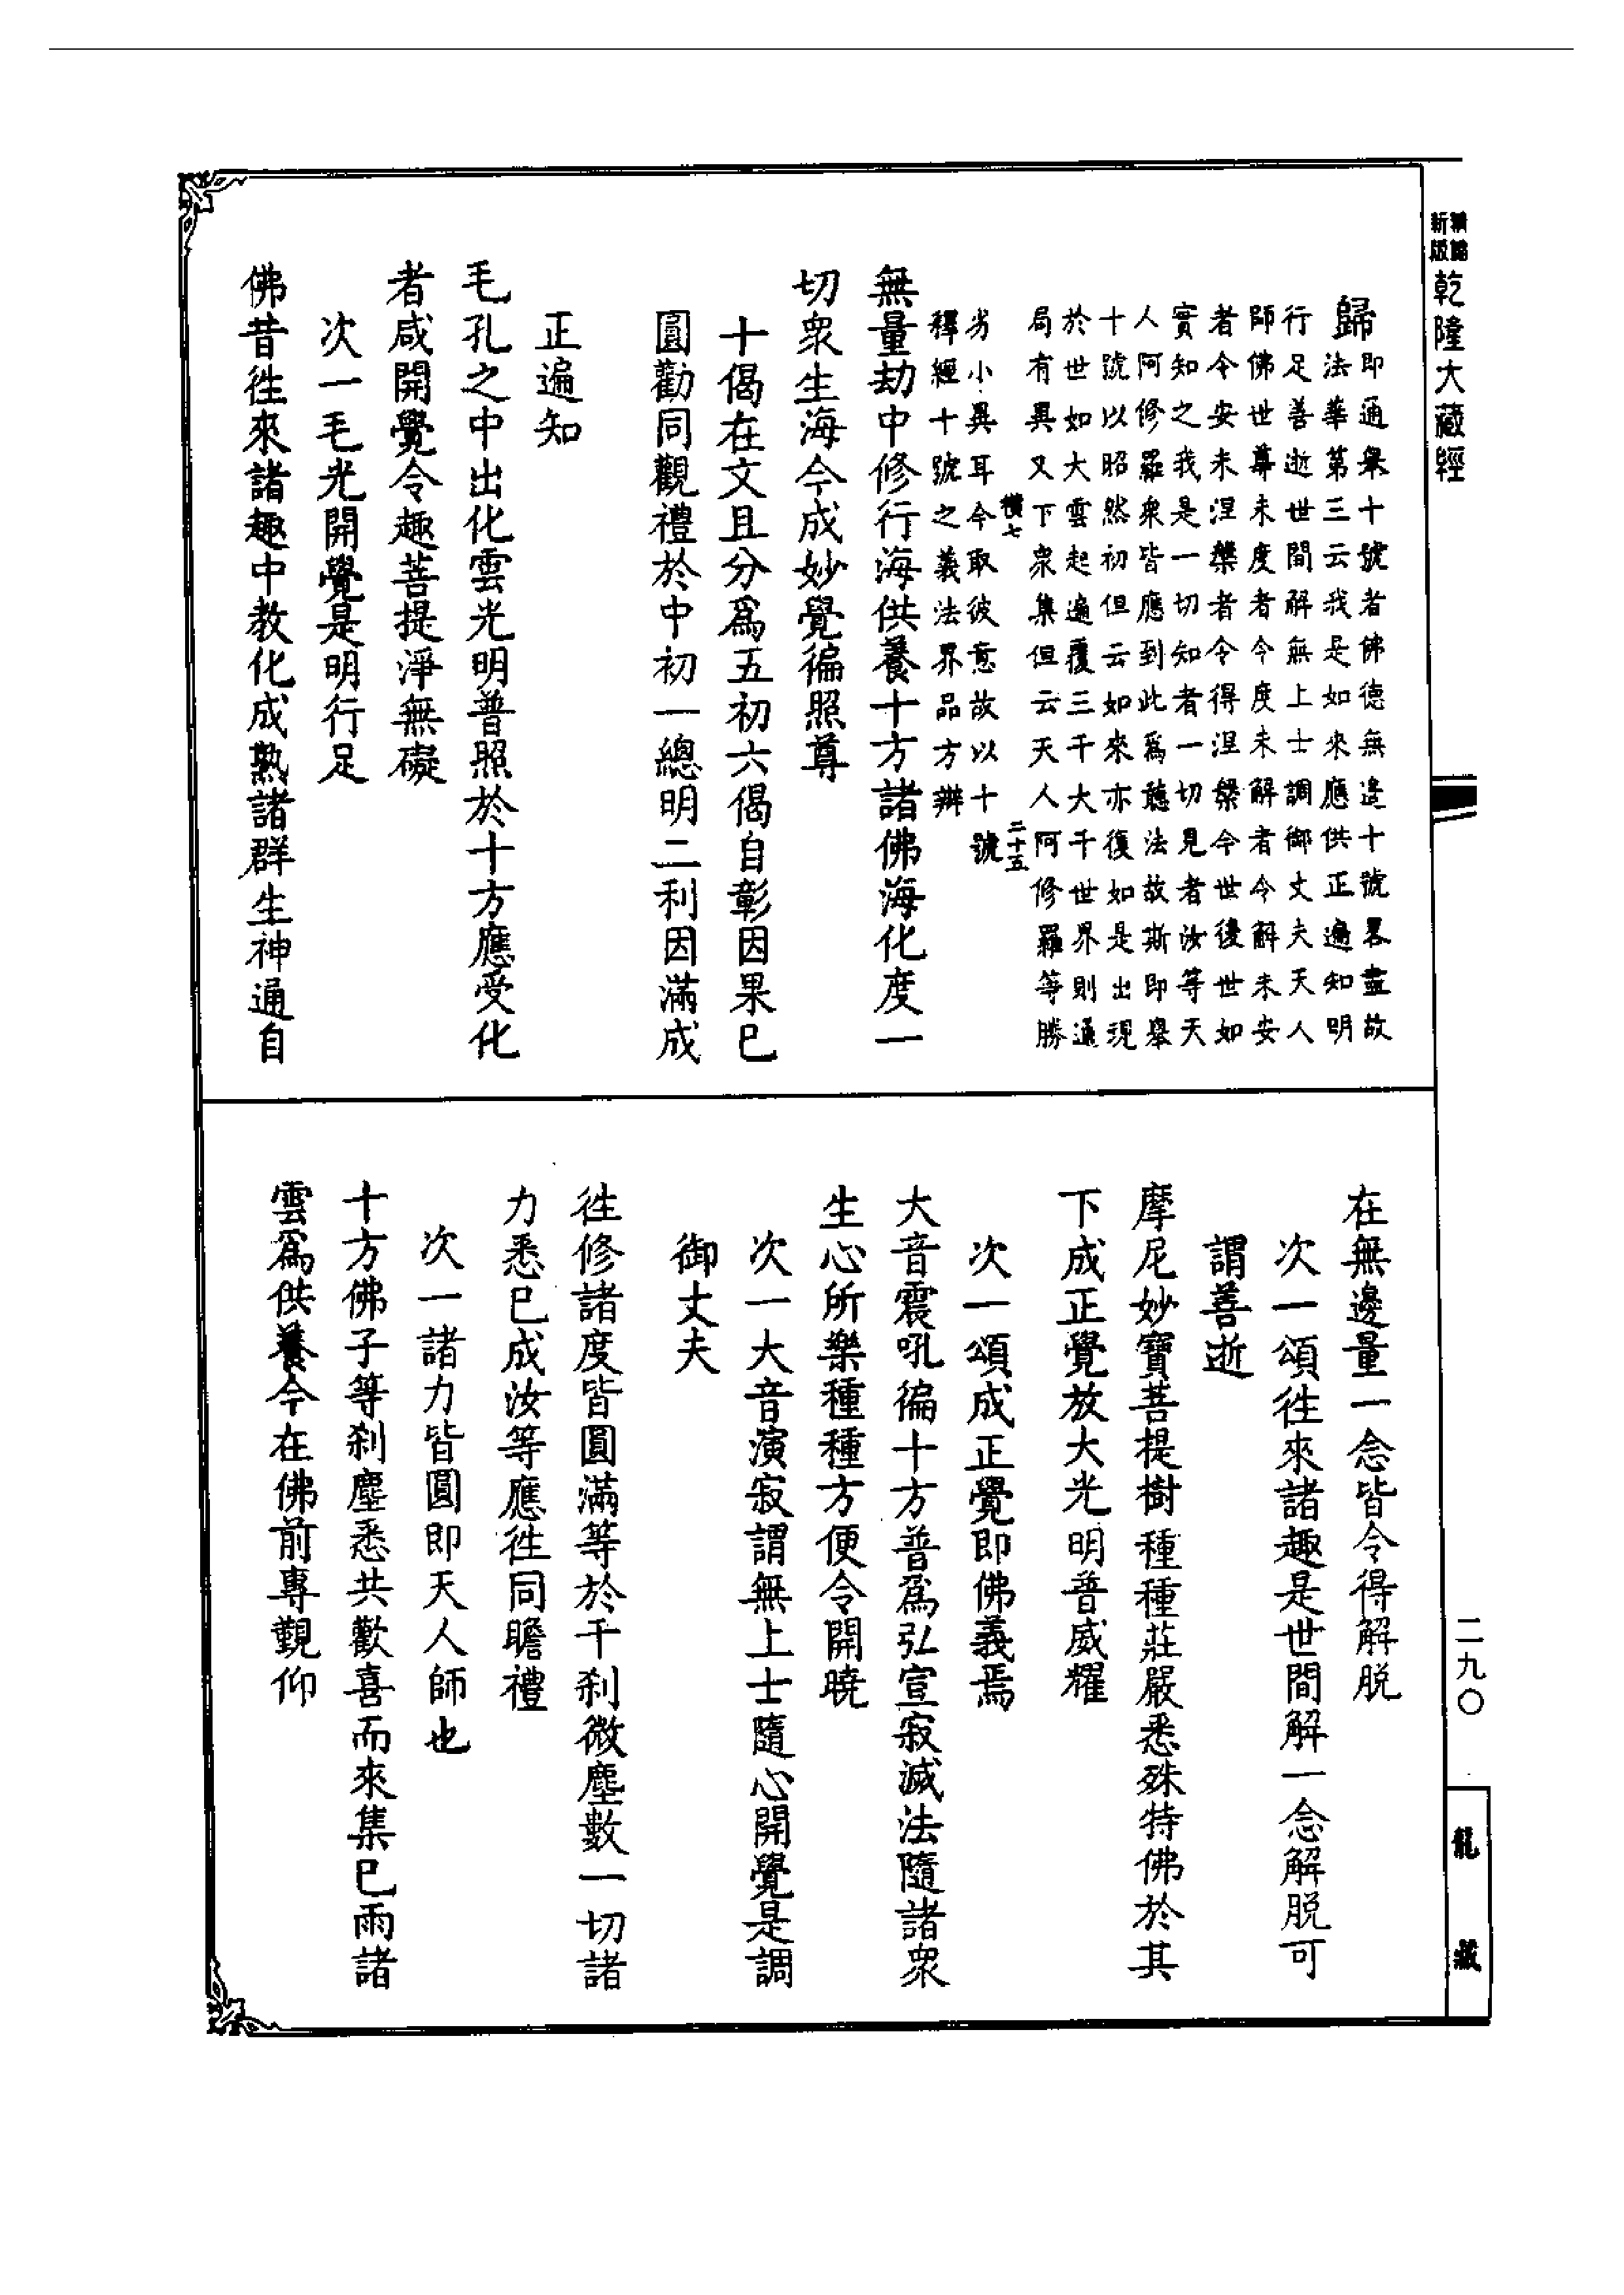 新版
精縮
乾隆大藏經
歸
即通舉十號者佛德無邊十號畧盡故
法華第三云我是如來應供正遍知明
行足善逝世間解無上士調御丈夫天人
師佛世尊未度者令度未解者令解未安
者令安未涅槃者令得涅槃今世後世如
實知之我是一切知者一切見者汝等天
人阿修羅衆皆應到此爲聽法故斯即舉
十號以昭然初但云如來亦復如是出現
於世如大雲起遍覆三千大千世界則通
局有異又下衆集但云天人阿修羅等勝
橫七
二十五
劣小異耳今取彼意故以十號
釋經十號之義法界品方辨
無量劫中修行海供養十方諸佛海化度一
切衆生海今成妙覺徧照尊
十偈在文且分爲五初六偈自彰因果已
圓勸同觀禮於中初一總明二利因滿成
正遍知
毛孔之中出化雲光明普照於十方應受化
者咸開覺令趣菩提淨無礙
次一毛光開覺是明行足
佛昔徃來諸趣中教化成熟諸群生神通自
在無邊量一念皆令得解脱
次一頌徃來諸趣是世間解一念解脱可
謂善逝
摩尼妙寶菩提樹種種莊嚴悉殊特佛於其
下成正覺放大光明普威耀
次一頌成正覺即佛義焉
大音震吼徧十方普爲弘宣寂滅法隨諸衆
生心所樂種種方便令開曉
次一大音演寂謂無上士隨心開覺是調
御丈夫
徃修諸度皆圓滿等於千刹微塵數一切諸
力悉已成汝等應徃同瞻禮
次一諸力皆圓即天人師也
十方佛子等刹塵悉共歡喜而來集已雨諸
雲爲供養今在佛前專覲仰
二九〇
龍藏